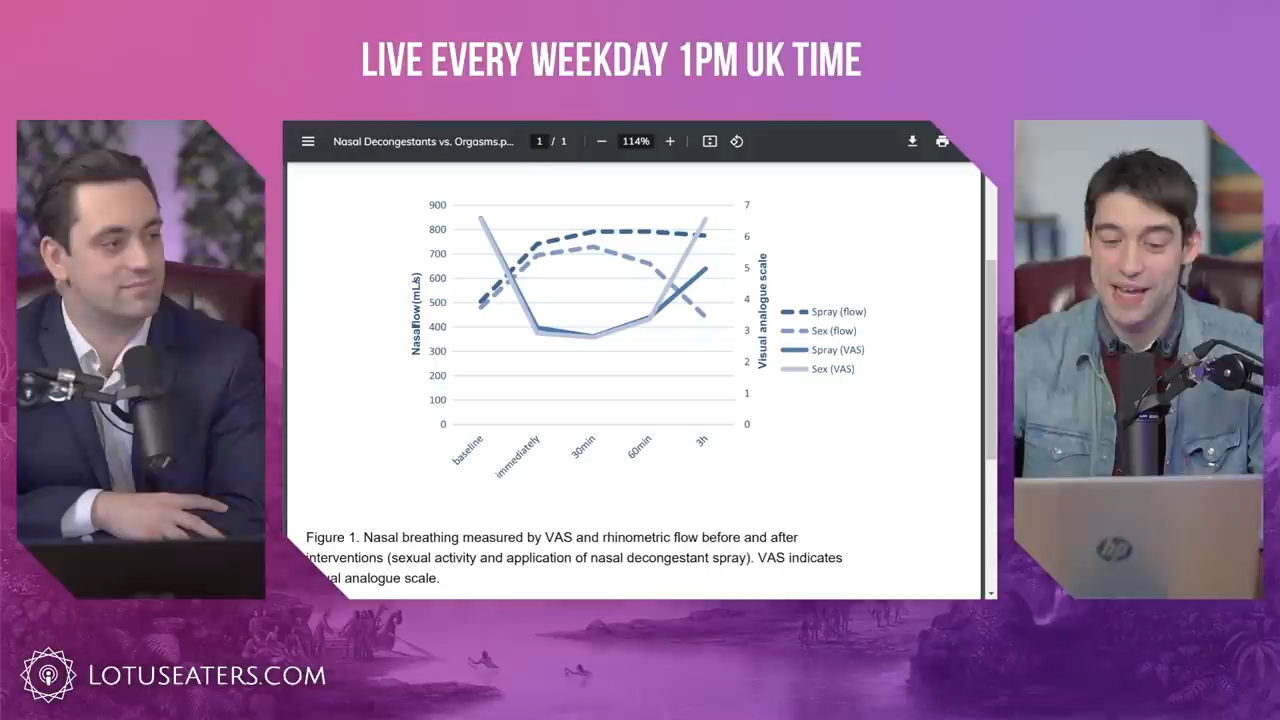 LIVE EVERY WEEKDAY 1PM UK TIME
Nasal Decongestants vs. Orgasms.p...
1 / 1
114%
900
800
700
600
500
400
300
200
100
0
Nasalflow(mL/s)
7
6
5
4
3
2
1
0
Visual analogue scale
baseline
immediately
30min
60min
3h
Spray (flow)
Sex (flow)
Spray (VAS)
Sex (VAS)
Figure 1. Nasal breathing measured by VAS and rhinometric flow before and after
interventions (sexual activity and application of nasal decongestant spray). VAS indicates
ual analogue scale.
hp
LOTUSEATERS.COM